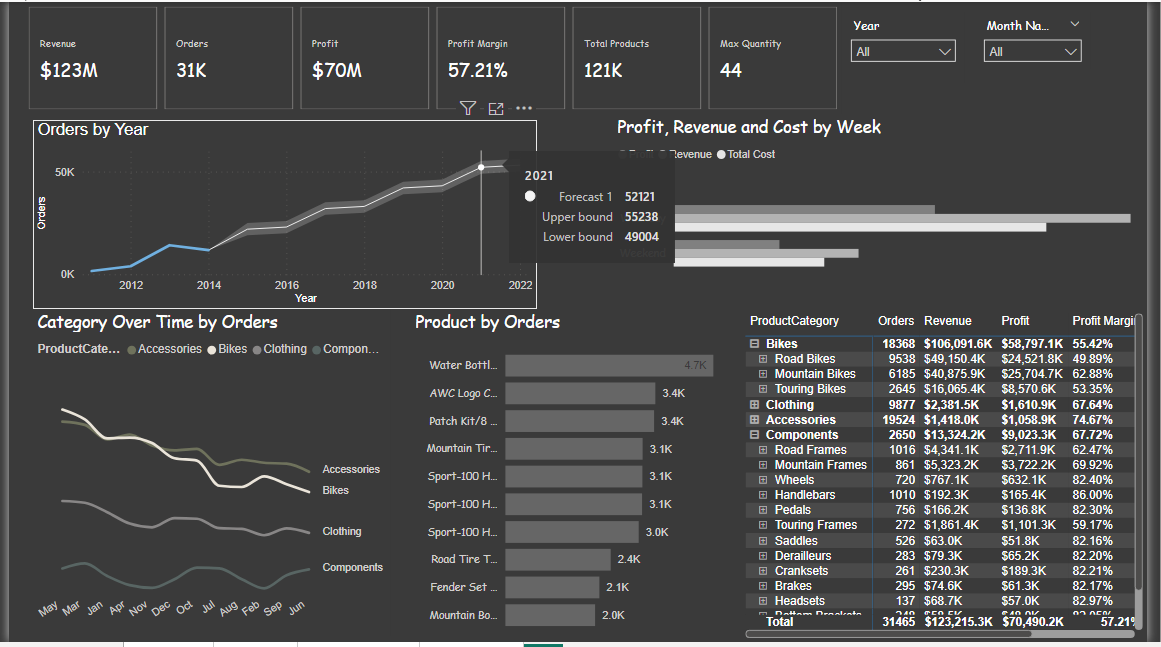 Revenue
$123M
Orders
31K
Profit
$70M
Profit Margin
57.21%
Total Products
121K
Max Quantity
44
Year
All
Month Na...
All
Orders by Year
50K
0K
Orders
2012 2014 2016 2018 2020 2022
Year
2021
Forecast 1 52121
Upper bound 55238
Lower bound 49004
Profit, Revenue and Cost by Week
Profit Revenue Total Cost
Category Over Time by Orders
ProductCate... Accessories Bikes Clothing Compon...
Accessories
Bikes
Clothing
Components
May Mar Jan Apr Nov Dec Oct Jul Aug Feb Sep Jun
Product by Orders
Water Bottl... 4.7K
AWC Logo C... 3.4K
Patch Kit/8 ... 3.4K
Mountain Tir... 3.1K
Sport-100 H... 3.1K
Sport-100 H... 3.1K
Sport-100 H... 3.0K
Road Tire T... 2.4K
Fender Set ... 2.1K
Mountain Bo... 2.0K
ProductCategory Orders Revenue Profit Profit Margin
Bikes 18368 $106,091.6K $58,797.1K 55.42%
Road Bikes 9538 $49,150.4K $24,521.8K 49.89%
Mountain Bikes 6185 $40,875.9K $25,704.7K 62.88%
Touring Bikes 2645 $16,065.4K $8,570.6K 53.35%
Clothing 9877 $2,381.5K $1,610.9K 67.64%
Accessories 19524 $1,418.0K $1,058.9K 74.67%
Components 2650 $13,324.2K $9,023.3K 67.72%
Road Frames 1016 $4,341.1K $2,711.9K 62.47%
Mountain Frames 861 $5,323.2K $3,722.2K 69.92%
Wheels 720 $767.1K $632.1K 82.40%
Handlebars 1010 $192.3K $165.4K 86.00%
Pedals 756 $166.2K $136.8K 82.30%
Touring Frames 272 $1,861.4K $1,101.3K 59.17%
Saddles 526 $63.0K $51.8K 82.16%
Derailleurs 283 $79.3K $65.2K 82.20%
Cranksets 261 $230.3K $189.3K 82.21%
Brakes 295 $74.6K $61.3K 82.17%
Headsets 137 $68.7K $57.0K 82.97%
Total 31465 $123,215.3K $70,490.2K 57.21%